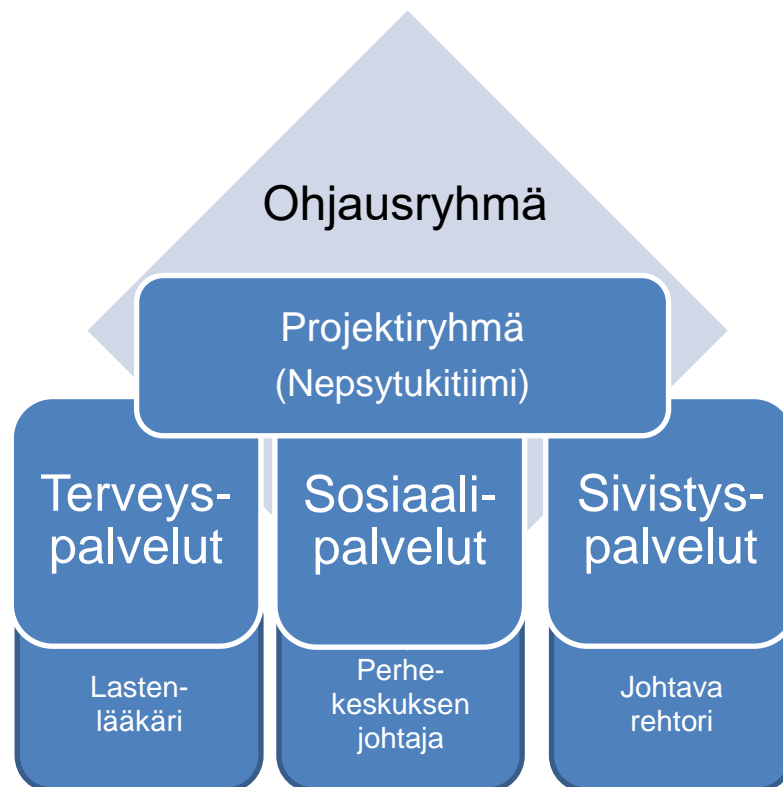 Ohjausryhmä
Projektiryhmä
(Nepsytukitiimi)
Terveys-
palvelut
Sosiaali-
palvelut
Sivistys-
palvelut
Lasten-
lääkäri
Perhe-
keskuksen
johtaja
Johtava
rehtori